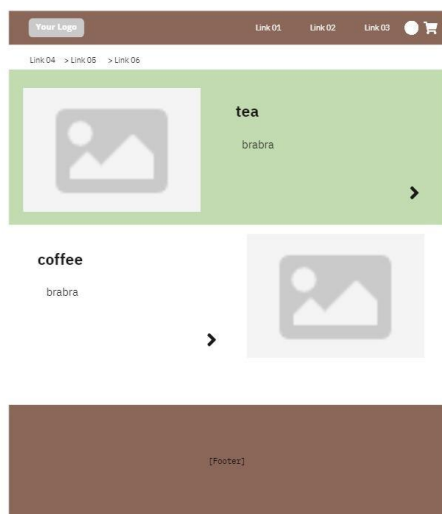 Your Logo Link 01 Link 02 Link 03
Link 04 > Link 05 > Link 06
tea
brabra
coffee
brabra
[Footer]